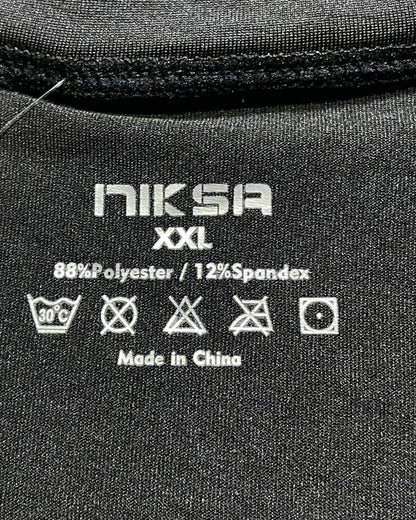 NIKSA
XXL
88%Polyester / 12%Spandex
30°C
Made in China